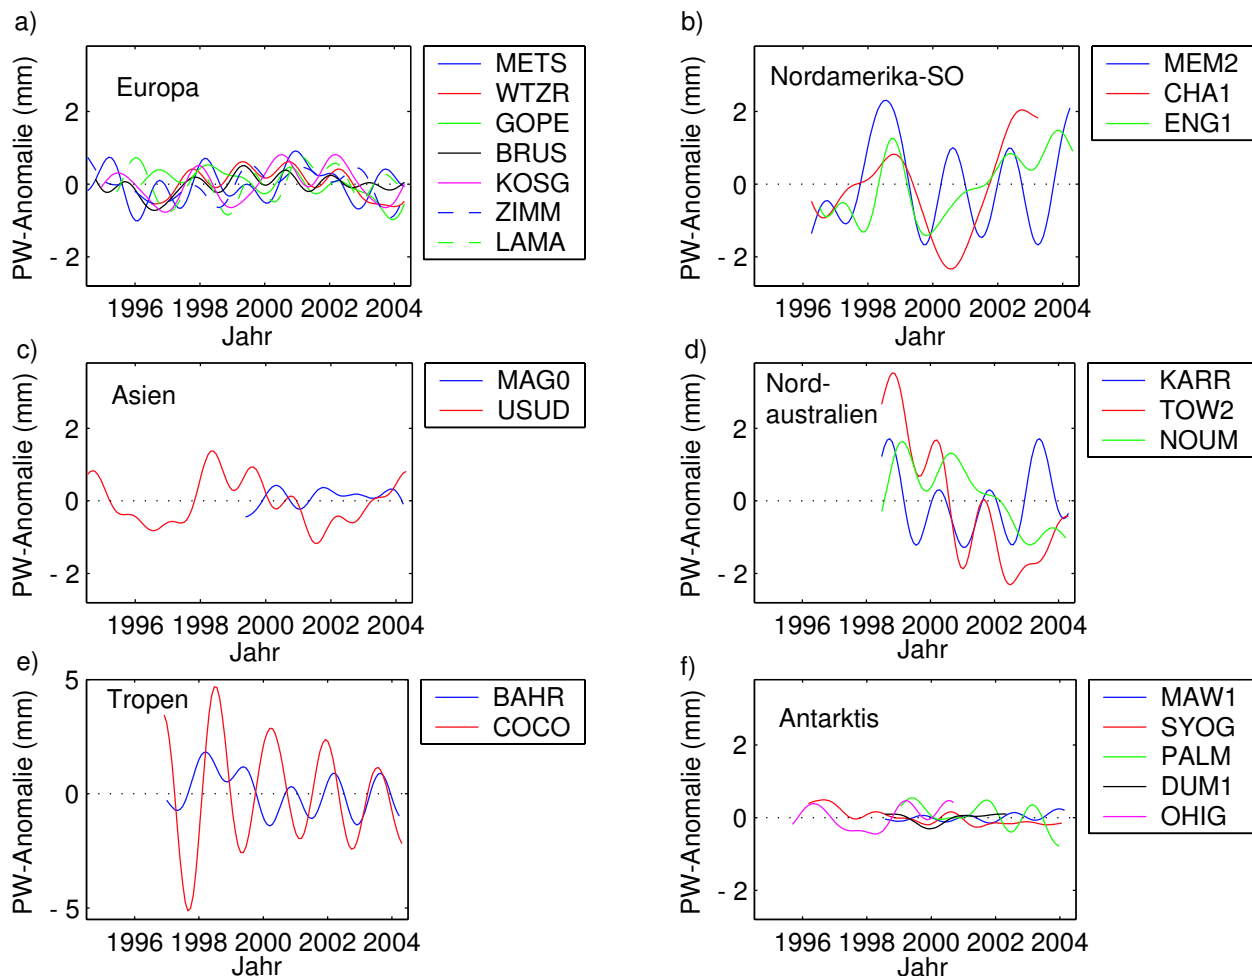 a)
PW-Anomalie (mm)
2
0
- 2
Europa
1996 1998 2000 2002 2004
Jahr
METS
WTZR
GOPE
BRUS
KOSG
ZIMM
LAMA
b)
PW-Anomalie (mm)
2
0
- 2
Nordamerika-SO
1996 1998 2000 2002 2004
Jahr
MEM2
CHA1
ENG1
c)
PW-Anomalie (mm)
2
0
- 2
Asien
1996 1998 2000 2002 2004
Jahr
MAG0
USUD
d)
PW-Anomalie (mm)
2
0
- 2
Nord-
australien
1996 1998 2000 2002 2004
Jahr
KARR
TOW2
NOUM
e)
PW-Anomalie (mm)
5
0
- 5
Tropen
1996 1998 2000 2002 2004
Jahr
BAHR
COCO
f)
PW-Anomalie (mm)
2
0
- 2
Antarktis
1996 1998 2000 2002 2004
Jahr
MAW1
SYOG
PALM
DUM1
OHIG